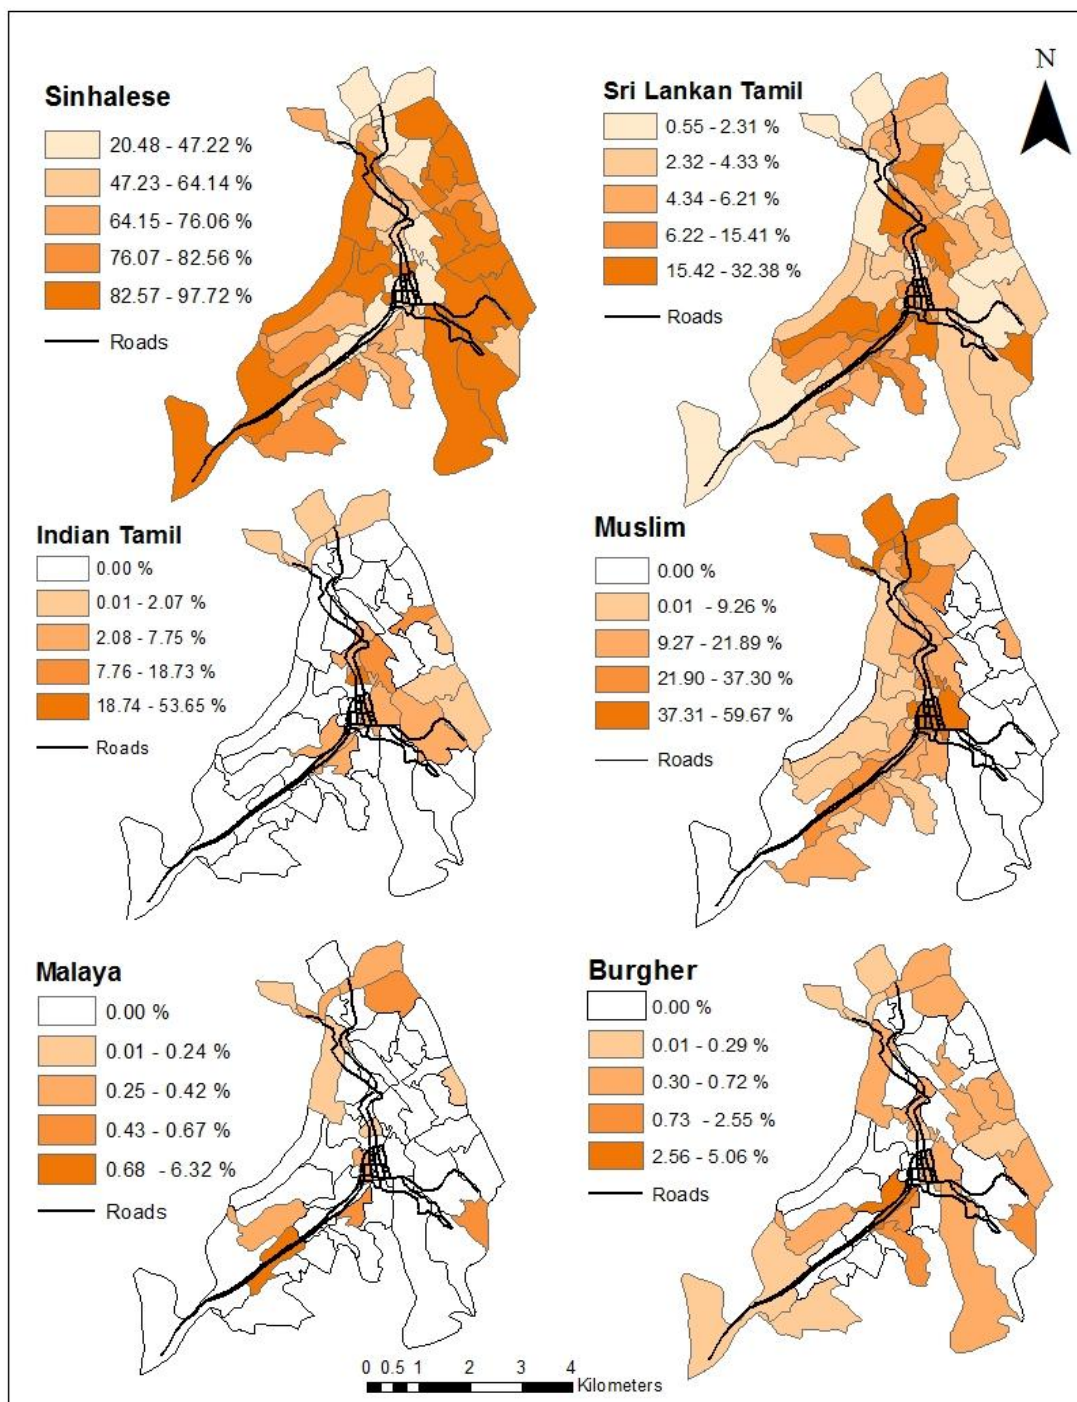 Sinhalese
20.48 - 47.22 %
47.23 - 64.14 %
64.15 - 76.06 %
76.07 - 82.56 %
82.57 - 97.72 %
Roads
N
Sri Lankan Tamil
0.55 - 2.31 %
2.32 - 4.33 %
4.34 - 6.21 %
6.22 - 15.41 %
15.42 - 32.38 %
Roads
Indian Tamil
0.00 %
0.01 - 2.07 %
2.08 - 7.75 %
7.76 - 18.73 %
18.74 - 53.65 %
Roads
Muslim
0.00 %
0.01 - 9.26 %
9.27 - 21.89 %
21.90 - 37.30 %
37.31 - 59.67 %
Roads
Malaya
0.00 %
0.01 - 0.24 %
0.25 - 0.42 %
0.43 - 0.67 %
0.68 - 6.32 %
Roads
Burgher
0.00 %
0.01 - 0.29 %
0.30 - 0.72 %
0.73 - 2.55 %
2.56 - 5.06 %
Roads
0 0.5 1 2 3 4
Kilometers